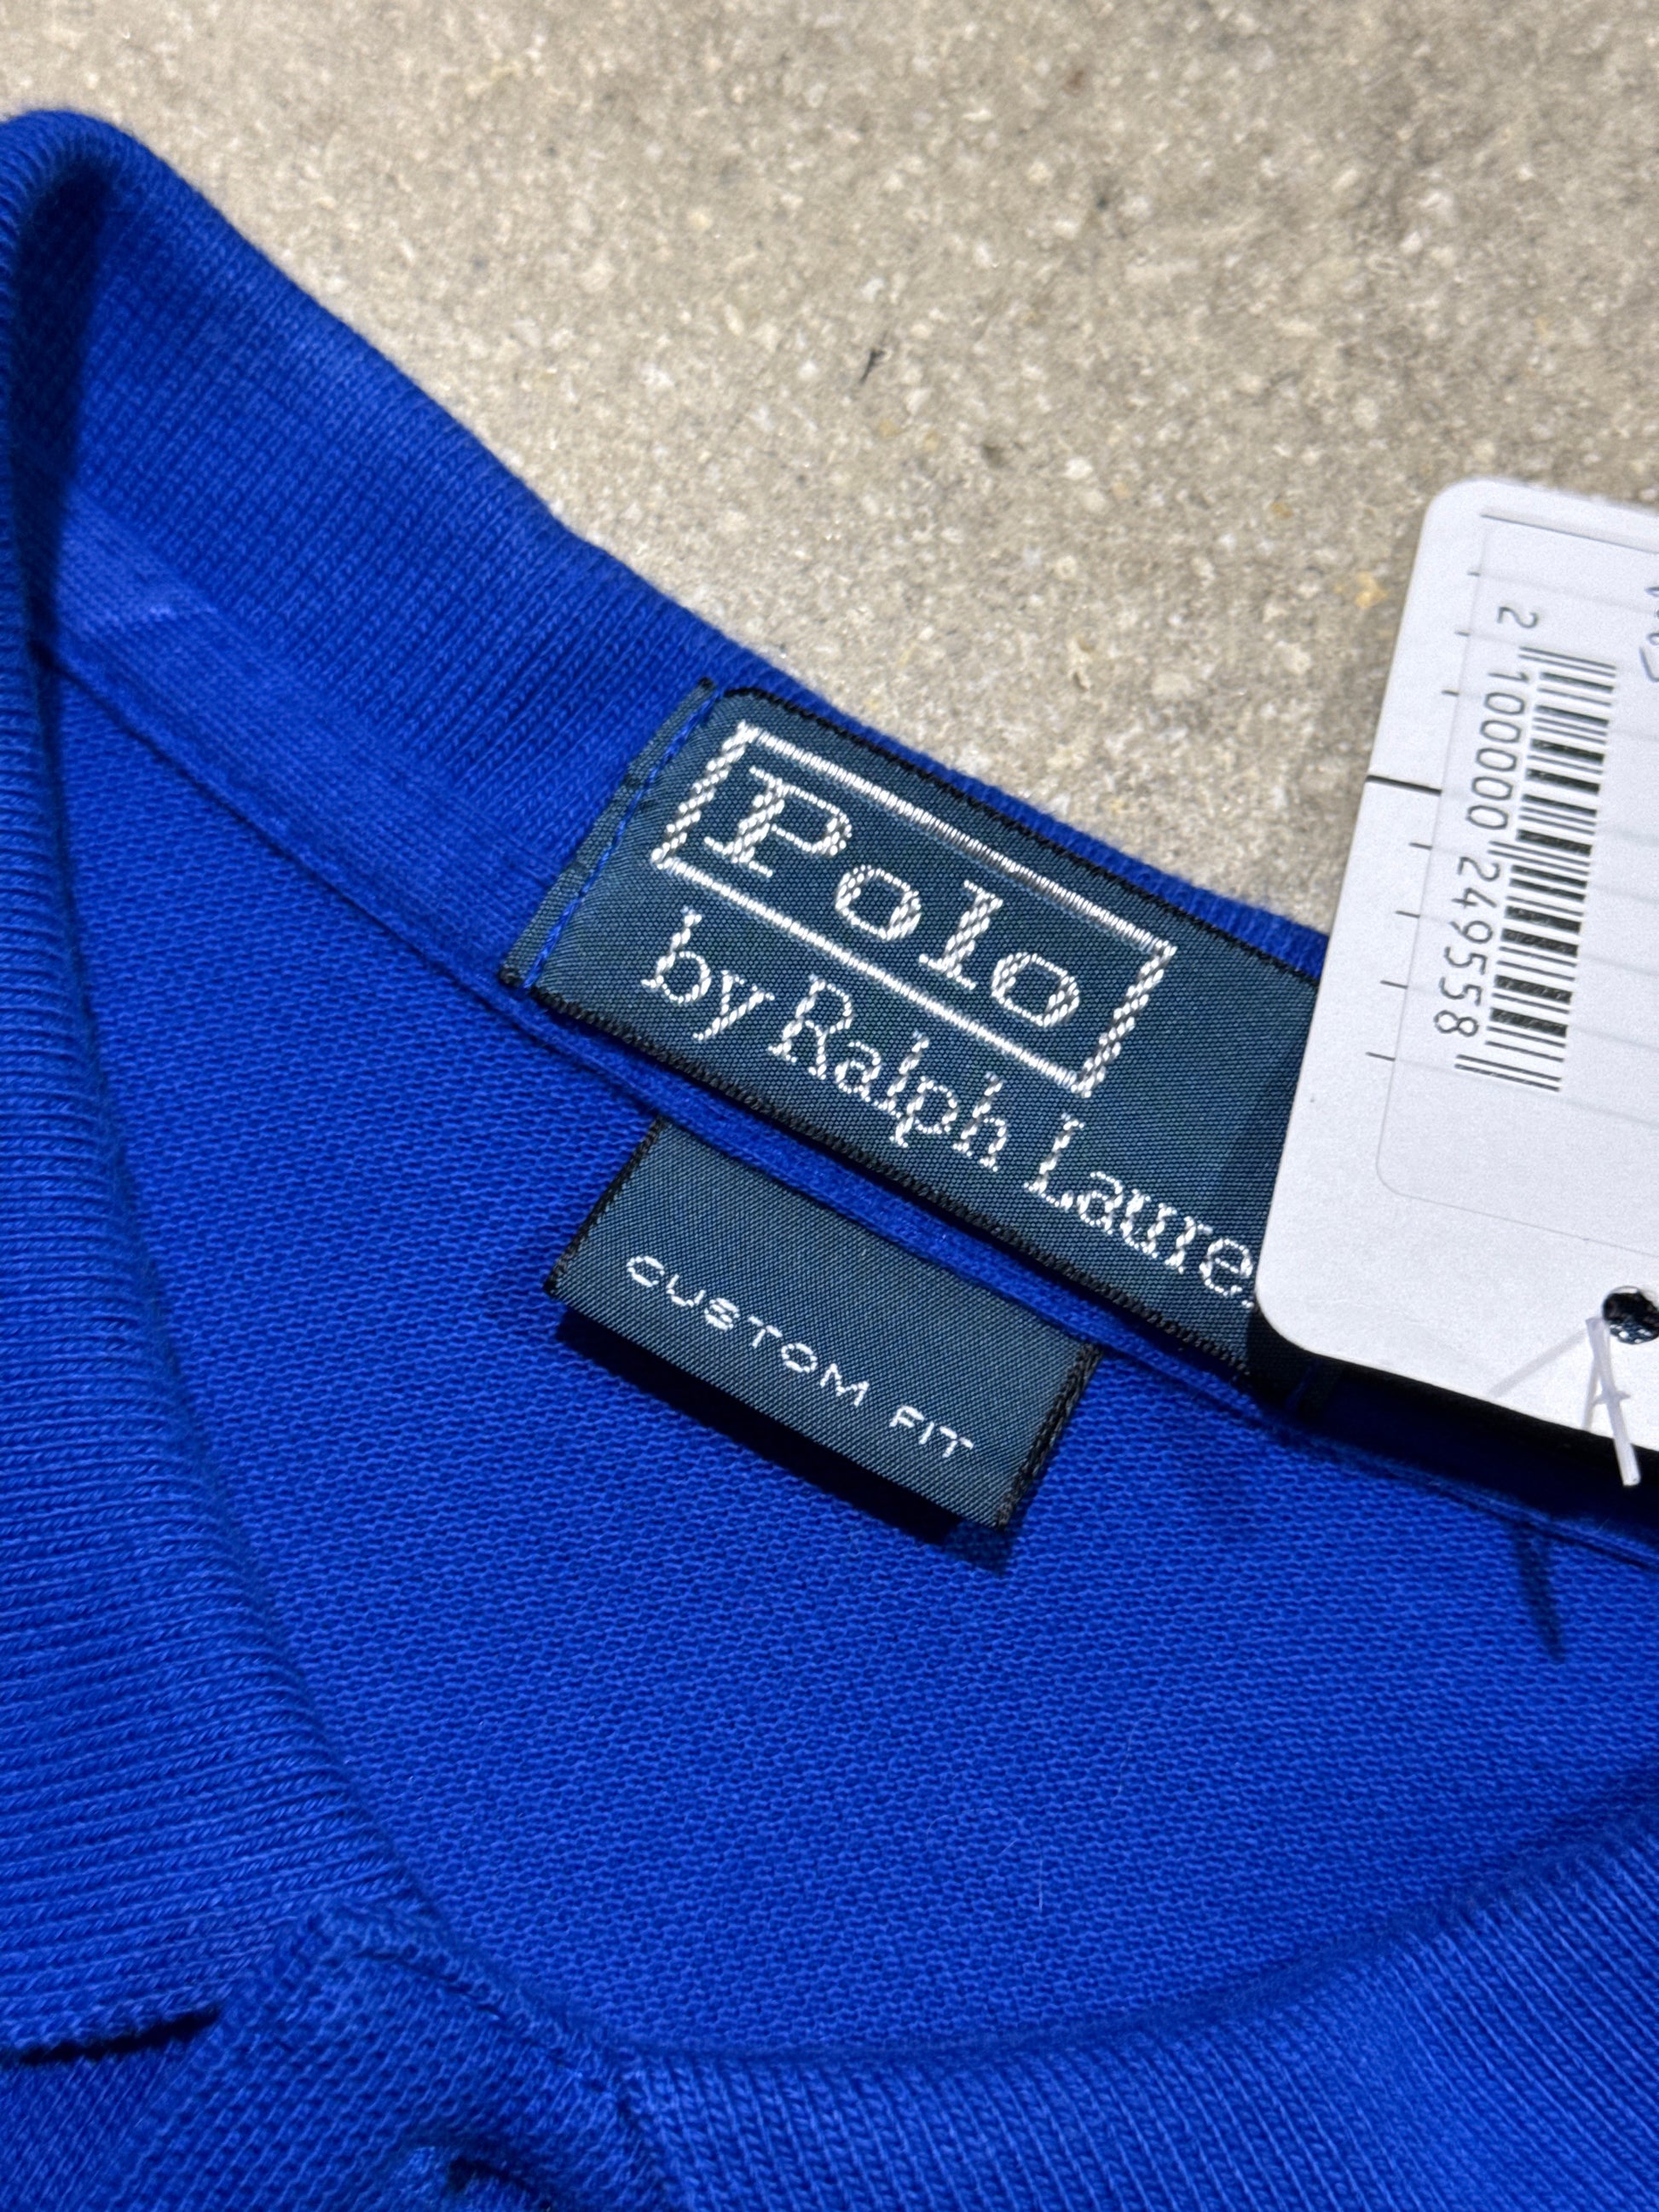 Polo
by Ralph Laure
CUSTOM FIT
2 100000 249558